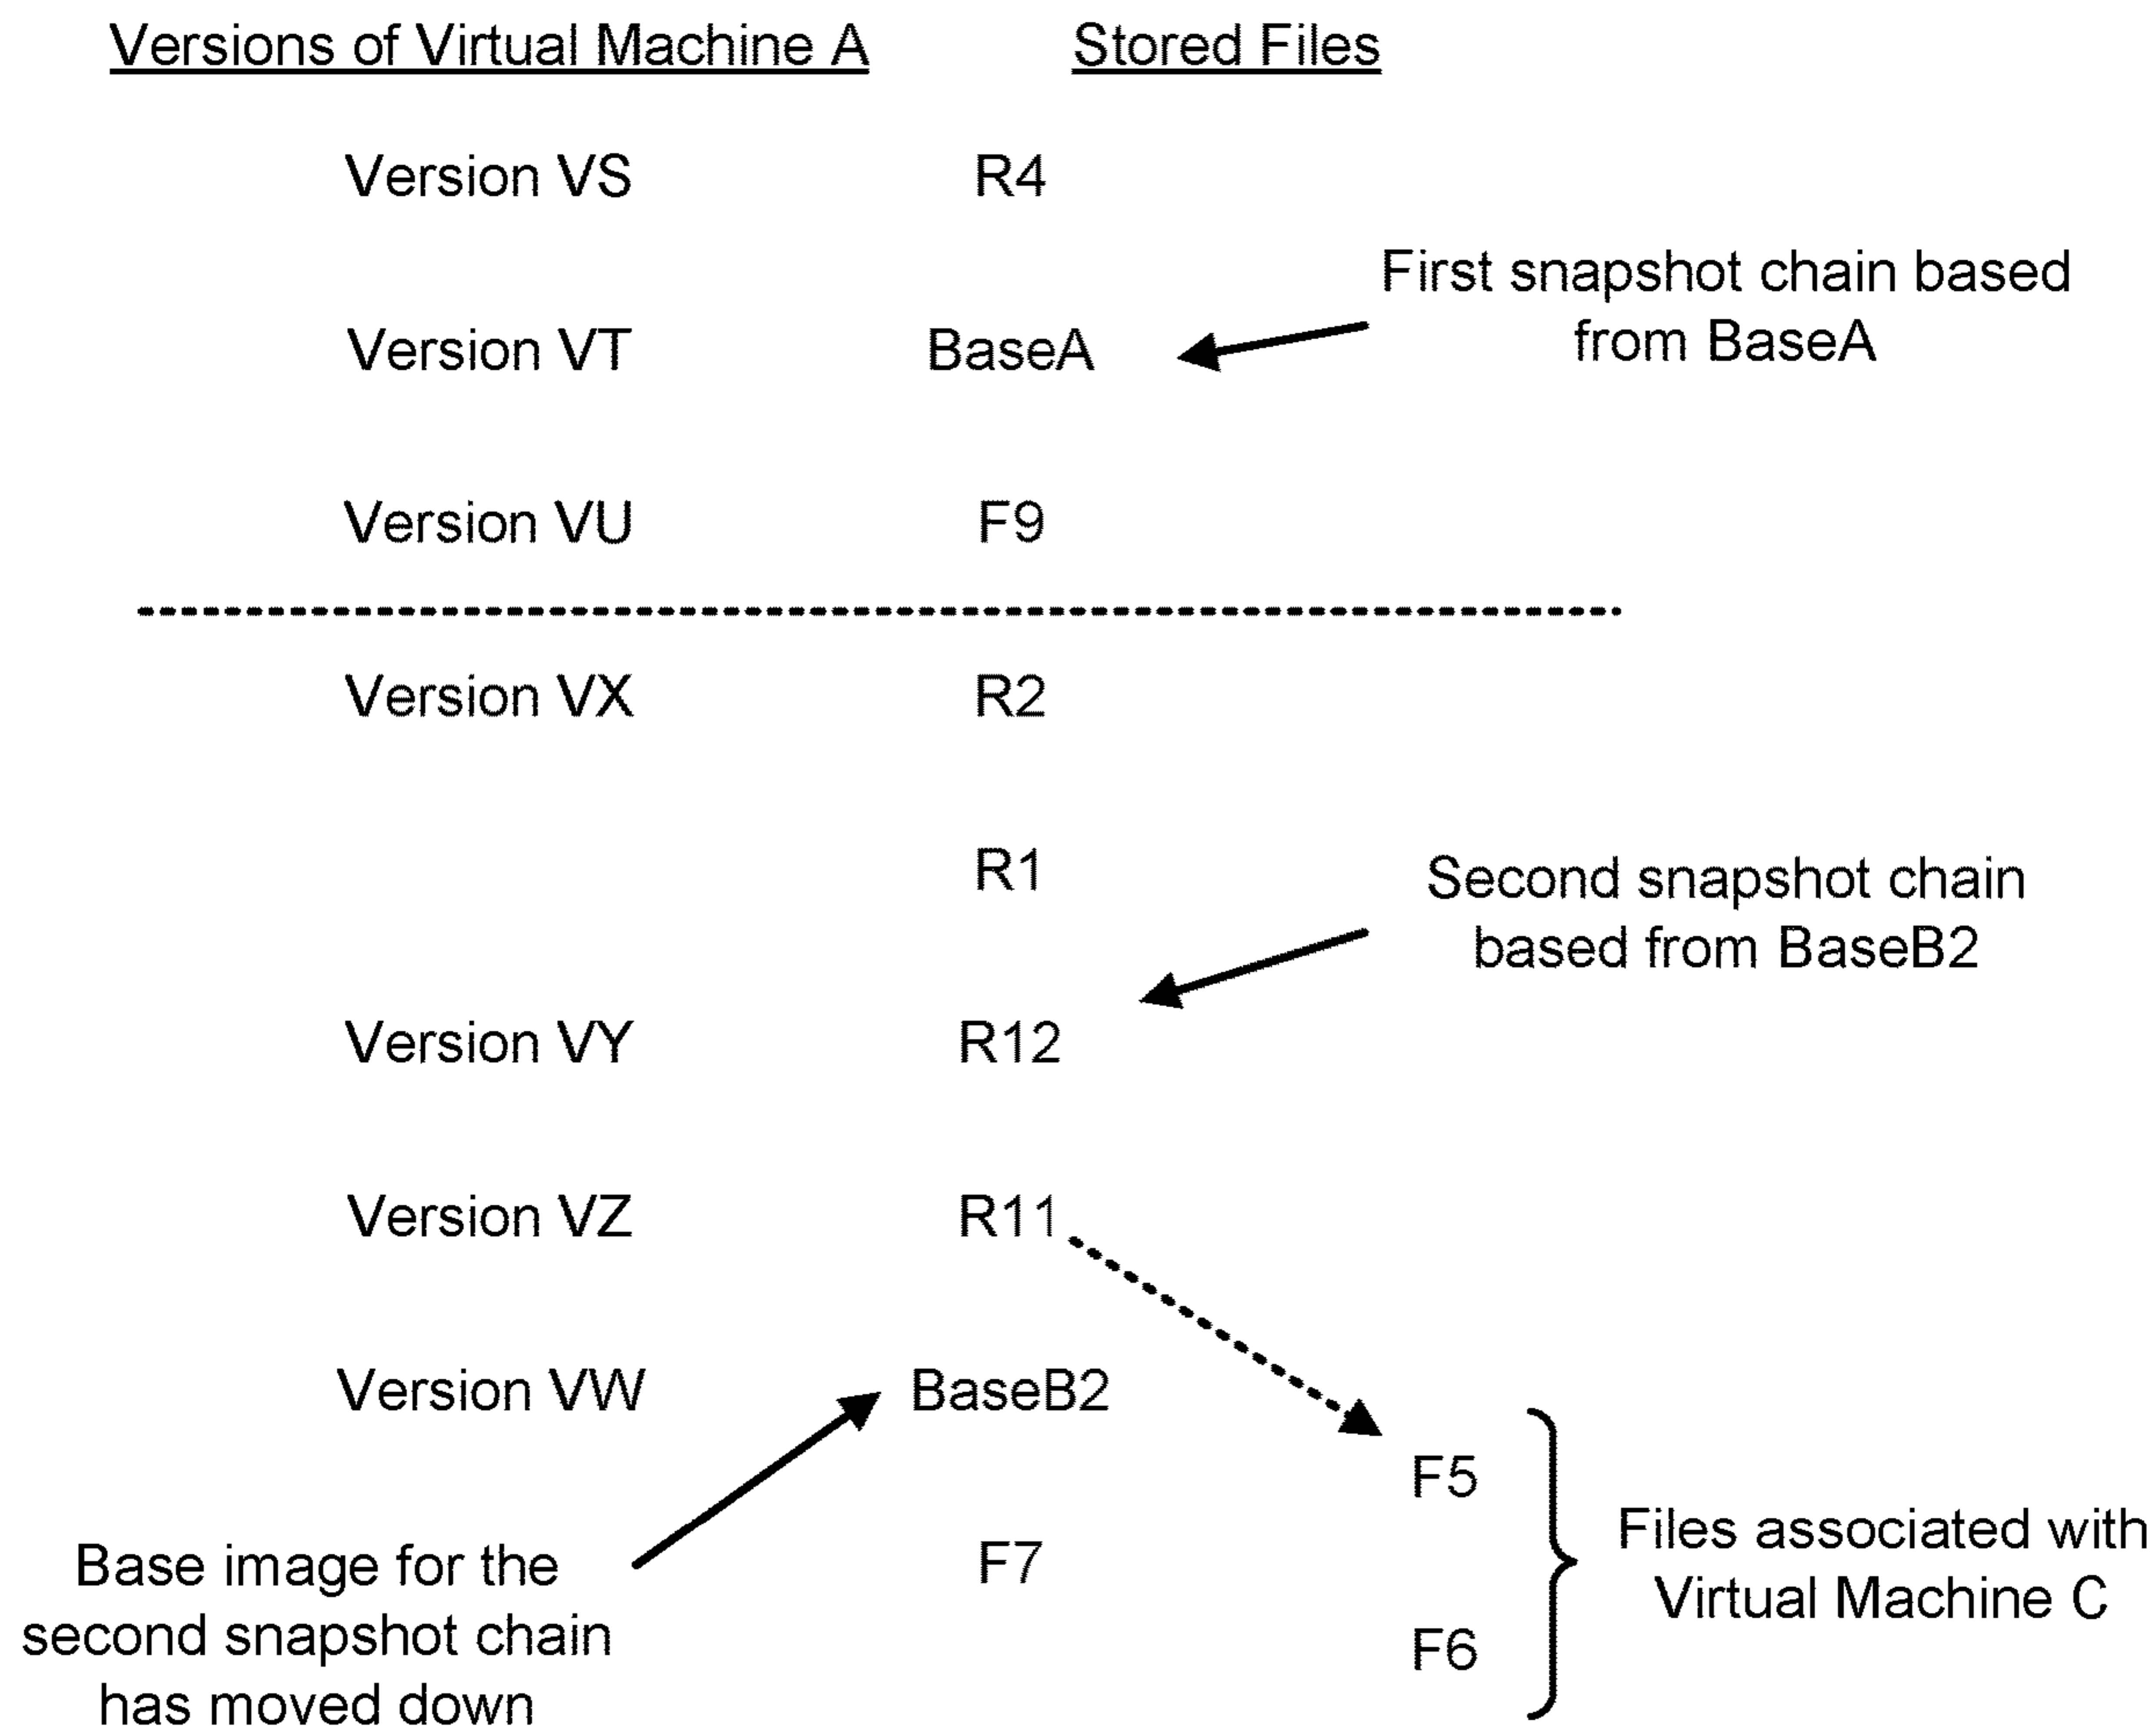 Versions of Virtual Machine A Stored Files
Version VS R4
First snapshot chain based
from BaseA
Version VT BaseA
Version VU F9
Version VX R2
R1
Second snapshot chain
based from BaseB2
Version VY R12
Version VZ R11
Version VW BaseB2
F5
F7
F6
Files associated with
Virtual Machine C
Base image for the
second snapshot chain
has moved down